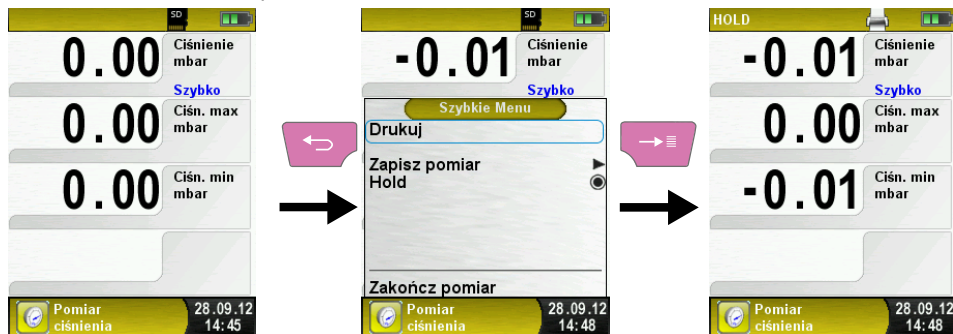 SD
0.00
Ciśnienie
mbar
Szybko
0.00
Ciśn. max
mbar
0.00
Ciśn. min
mbar
Pomiar
ciśnienia
28.09.12
14:45
SD
-0.01
Ciśnienie
mbar
Szybko
Szybkie Menu
Drukuj
Zapisz pomiar
Hold
Zakończ pomiar
Pomiar
ciśnienia
28.09.12
14:48
HOLD
-0.01
Ciśnienie
mbar
Szybko
0.00
Ciśn. max
mbar
-0.01
Ciśn. min
mbar
Pomiar
ciśnienia
28.09.12
14:48